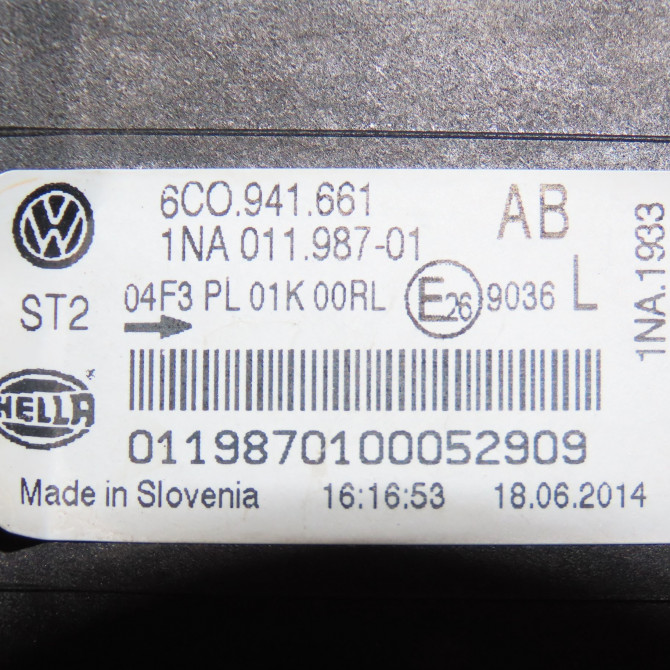 6C0.941.661 AB
1NA 011.987-01
ST2 04F3 PL 01K 00RL E26 9036 L
1NA.1933
HELLA
01198701000052909
Made in Slovenia 16:16:53 18.06.2014